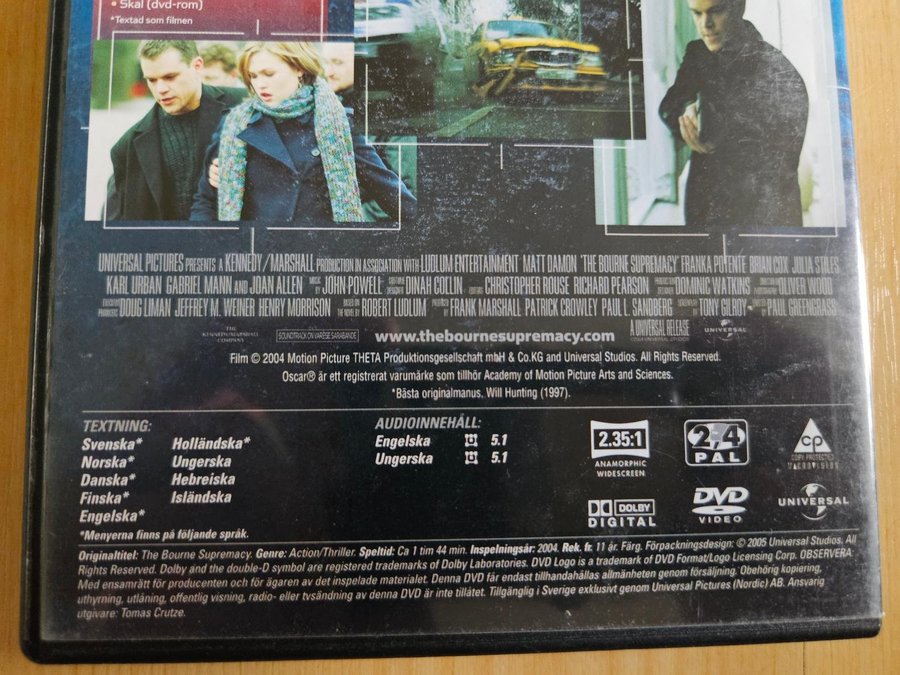 • Skal (dvd-rom)
*Textad som filmen
UNIVERSAL PICTURES PRESENTS A KENNEDY/MARSHALL PRODUCTION IN ASSOCIATION WITH LUDLUM ENTERTAINMENT MATT DAMON 'THE BOURNE SUPREMACY' FRANKA POTENTE BRIAN COX JULIA STILES
KARL URBAN GABRIEL MANN AND JOAN ALLEN MUSIC BY JOHN POWELL COSTUME DESIGNER DINAH COLLIN EDITORS CHRISTOPHER ROUSE RICHARD PEARSON PRODUCTION DESIGNER DOMINIC WATKINS OLIVER WOOD
EXECUTIVE PRODUCERS DOUG LIMAN JEFFREY M. WEINER HENRY MORRISON BASED ON THE NOVEL BY ROBERT LUDLUM PRODUCED BY FRANK MARSHALL PATRICK CROWLEY PAUL L. SANDBERG SCREENPLAY BY TONY GILROY DIRECTED BY PAUL GREENGRASS
THE KENNEDY/MARSHALL COMPANY
SOUNDTRACK ON VARÈSE SARABANDE
www.thebournesupremacy.com
A UNIVERSAL RELEASE
UNIVERSAL
Film © 2004 Motion Picture THETA Produktionsgesellschaft mbH & Co.KG and Universal Studios. All Rights Reserved.
Oscar® är ett registrerat varumärke som tillhör Academy of Motion Picture Arts and Sciences.
*Bästa originalmanus, Will Hunting (1997).
TEXTNING:
Svenska* Holländska*
Norska* Ungerska
Danska* Hebreiska
Finska* Isländska
Engelska*
*Menyerna finns på följande språk.
AUDIOINNEHÅLL:
Engelska 5.1
Ungerska 5.1
2.35:1
ANAMORPHIC
WIDESCREEN
2,4
PAL
CP
COPY PROTECTED
MACROVISION
DOLBY
DIGITAL
DVD
VIDEO
UNIVERSAL
Originaltitel: The Bourne Supremacy. Genre: Action/Thriller. Speltid: Ca 1 tim 44 min. Inspelningsår: 2004. Rek. fr. 11 år. Färg. Förpackningsdesign: © 2005 Universal Studios. All
Rights Reserved. Dolby and the double-D symbol are registered trademarks of Dolby Laboratories. DVD Logo is a trademark of DVD Format/Logo Licensing Corp. OBSERVERA:
Med ensamrätt för producenten och för ägaren av det inspelade materialet. Denna DVD får endast tillhandahållas allmänheten genom försäljning. Obehörig kopiering,
uthyrning, utlåning, offentlig visning, radio- eller tvsändning av denna DVD är inte tillåtet. Tillgänglig i Sverige exklusivt genom Universal Pictures (Nordic) AB. Ansvarig
utgivare: Tomas Crutze.